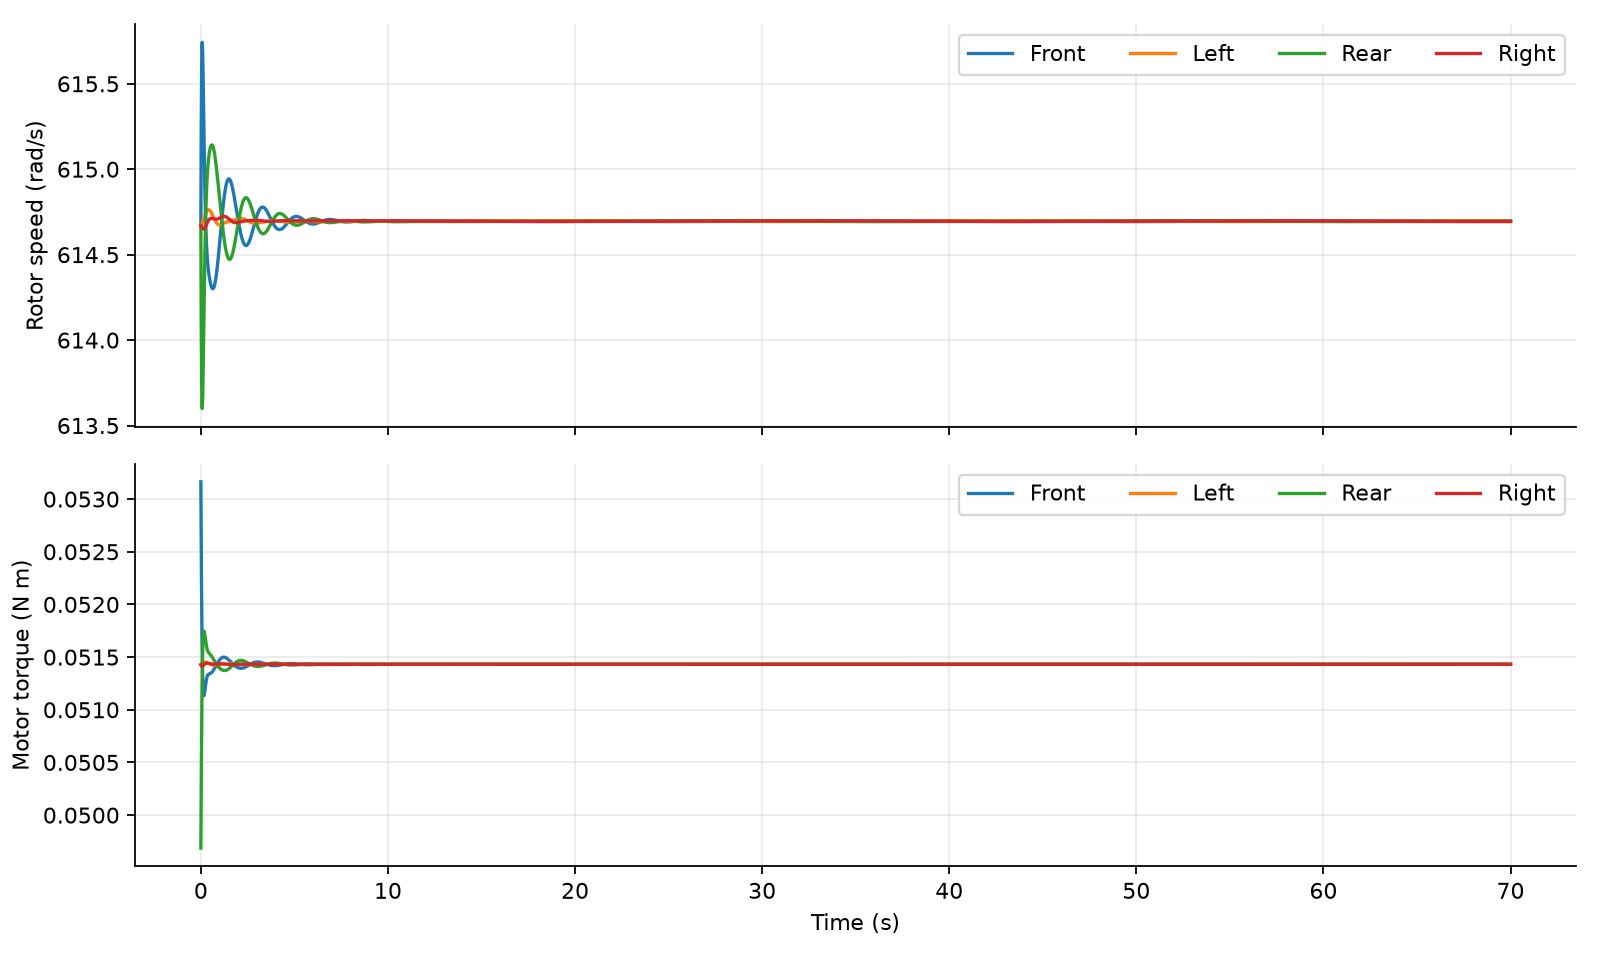 Rotor speed (rad/s)
615.5
615.0
614.5
614.0
613.5
Front Left Rear Right
Motor torque (N m)
0.0530
0.0525
0.0520
0.0515
0.0510
0.0505
0.0500
Front Left Rear Right
0 10 20 30 40 50 60 70
Time (s)